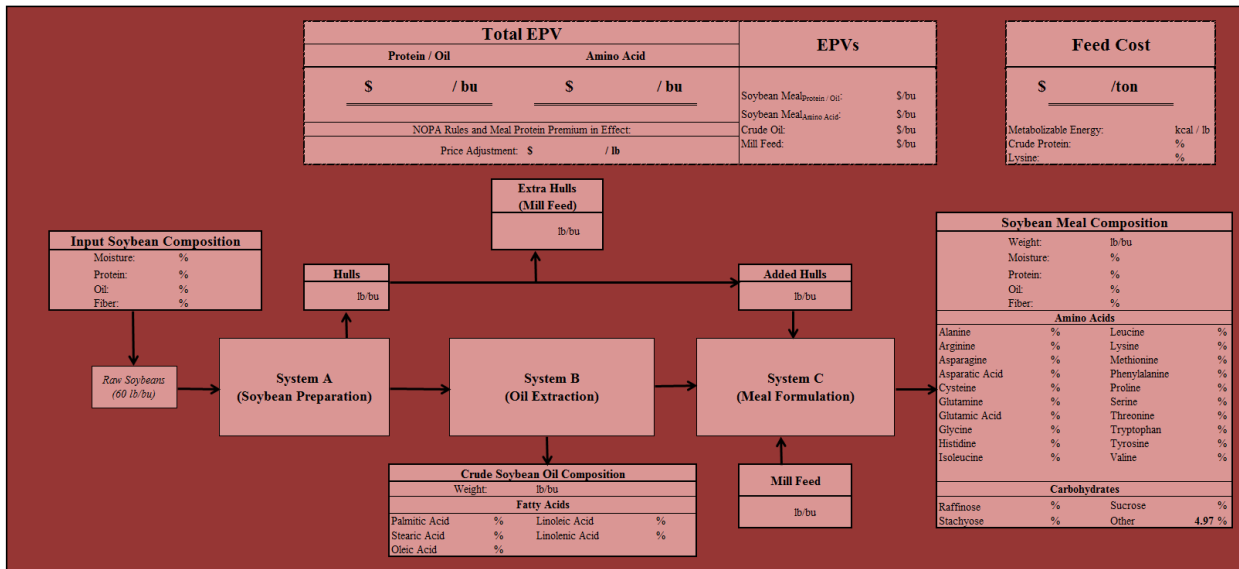 Total EPV
Protein / Oil Amino Acid
$ / bu $ / bu
NOPA Rules and Meal Protein Premium in Effect:
Price Adjustment: $ / lb
EPVs
Soybean MealProtein / Oil: $/bu
Soybean MealAmino Acid: $/bu
Crude Oil: $/bu
Mill Feed: $/bu
Feed Cost
$ /ton
Metabolizable Energy: kcal / lb
Crude Protein: %
Lysine: %
Extra Hulls
(Mill Feed)
lb/bu
Input Soybean Composition
Moisture: %
Protein: %
Oil: %
Fiber: %
Hulls
lb/bu
Added Hulls
lb/bu
Raw Soybeans
(60 lb/bu)
System A
(Soybean Preparation)
System B
(Oil Extraction)
System C
(Meal Formulation)
Crude Soybean Oil Composition
Weight: lb/bu
Fatty Acids
Palmitic Acid % Linoleic Acid %
Stearic Acid % Linolenic Acid %
Oleic Acid %
Mill Feed
lb/bu
Soybean Meal Composition
Weight: lb/bu
Moisture: %
Protein: %
Oil: %
Fiber: %
Amino Acids
Alanine % Leucine %
Arginine % Lysine %
Asparagine % Methionine %
Asparatic Acid % Phenylalanine %
Cysteine % Proline %
Glutamine % Serine %
Glutamic Acid % Threonine %
Glycine % Tryptophan %
Histidine % Tyrosine %
Isoleucine % Valine %
Carbohydrates
Raffinose % Sucrose %
Stachyose % Other 4.97 %